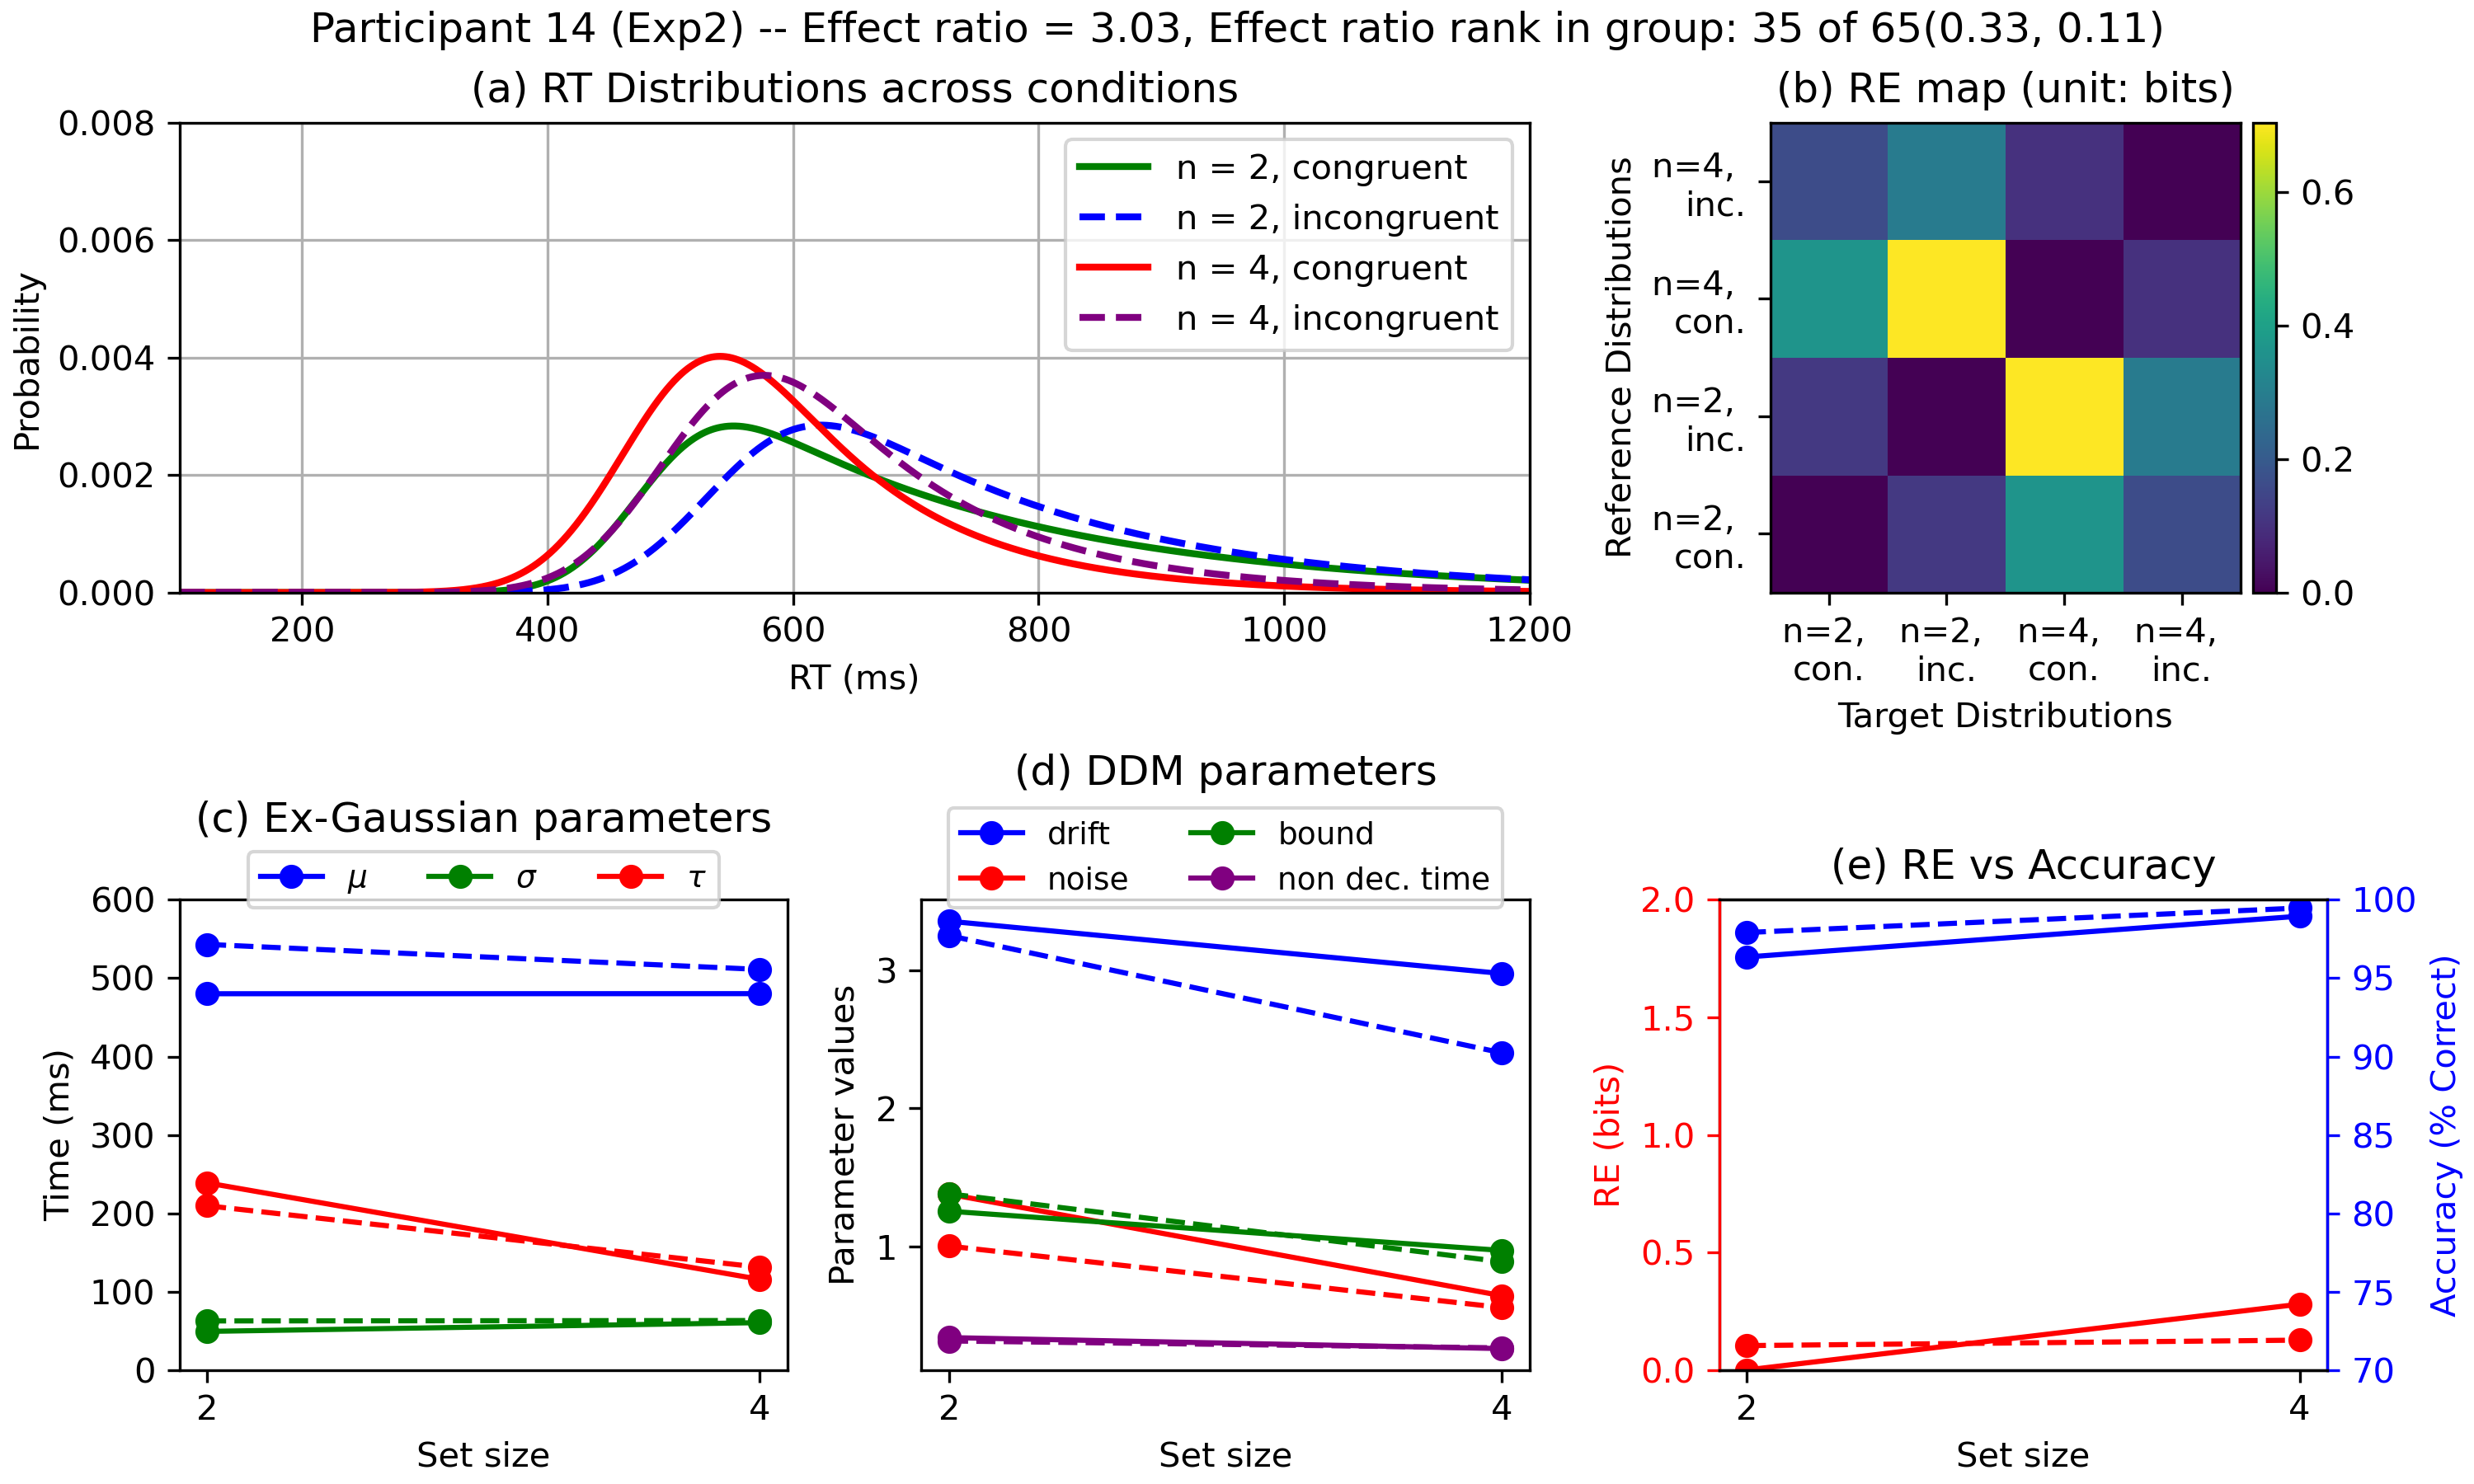 Participant 14 (Exp2) -- Effect ratio = 3.03, Effect ratio rank in group: 35 of 65(0.33, 0.11)
(a) RT Distributions across conditions
0.008
0.006
0.004
0.002
0.000
Probability
200 400 600 800 1000 1200
RT (ms)
n = 2, congruent
n = 2, incongruent
n = 4, congruent
n = 4, incongruent
(b) RE map (unit: bits)
Reference Distributions
n=4,
inc.
n=4,
con.
n=2,
inc.
n=2,
con.
n=2, n=2, n=4, n=4,
con. inc. con. inc.
Target Distributions
0.6
0.4
0.2
0.0
(c) Ex-Gaussian parameters
μ σ τ
600
500
400
300
200
100
0
Time (ms)
2 4
Set size
(d) DDM parameters
drift bound
noise non dec. time
3
2
1
Parameter values
2 4
Set size
(e) RE vs Accuracy
2.0
1.5
1.0
0.5
0.0
RE (bits)
100
95
90
85
80
75
70
Accuracy (% Correct)
2 4
Set size